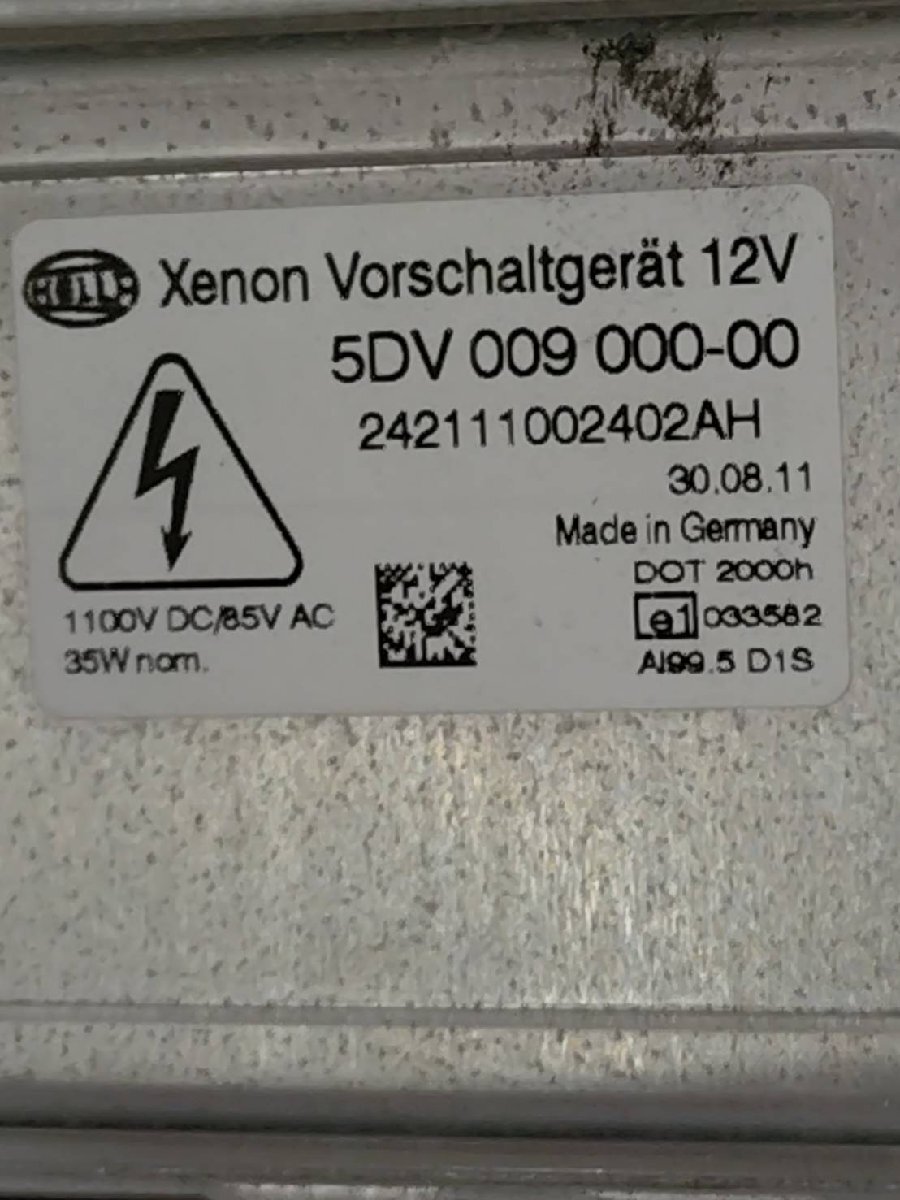 HELLA Xenon Vorschaltgerät 12V
5DV 009 000-00
242111002402AH
30.08.11
Made in Germany
DOT 2000h
e1 033582
AI99.5 D1S
1100V DC/85V AC
35W nom.